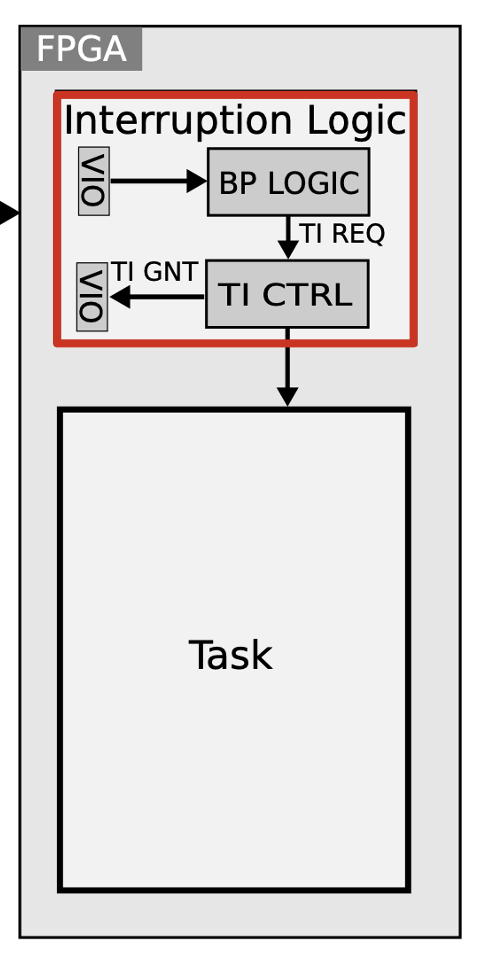 FPGA
Interruption Logic
VIO
BP LOGIC
TI REQ
TI GNT
VIO
TI CTRL
Task